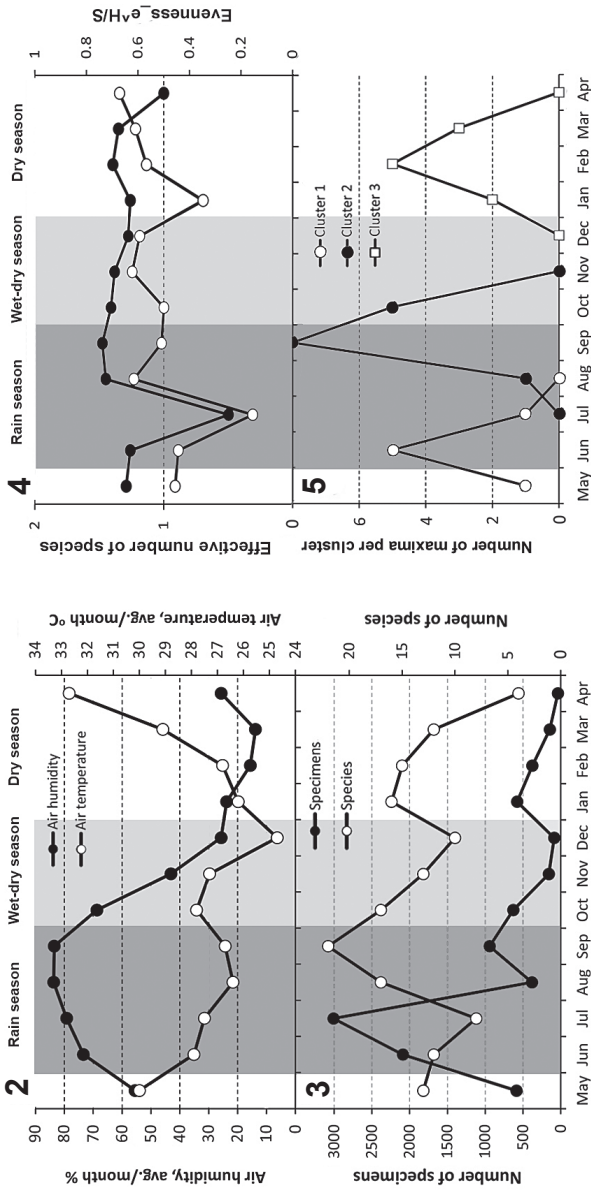 2
Rain season
Wet-dry season
Dry season
Air humidity
Air temperature
Air humidity, avg./month %
90
80
70
60
50
40
30
20
10
Air temperature, avg./month °C
34
33
32
31
30
29
28
27
26
25
24
3
Specimens
Species
Number of specimens
3000
2500
2000
1500
1000
500
0
Number of species
20
15
10
5
0
May Jun Jul Aug Sep Oct Nov Dec Jan Feb Mar Apr
4
Rain season
Wet-dry season
Dry season
Effective number of species
2
1
0
Evenness_e^H/S
1
0.8
0.6
0.4
0.2
0
5
Cluster 1
Cluster 2
Cluster 3
Number of maxima per cluster
6
4
2
0
May Jun Jul Aug Sep Oct Nov Dec Jan Feb Mar Apr